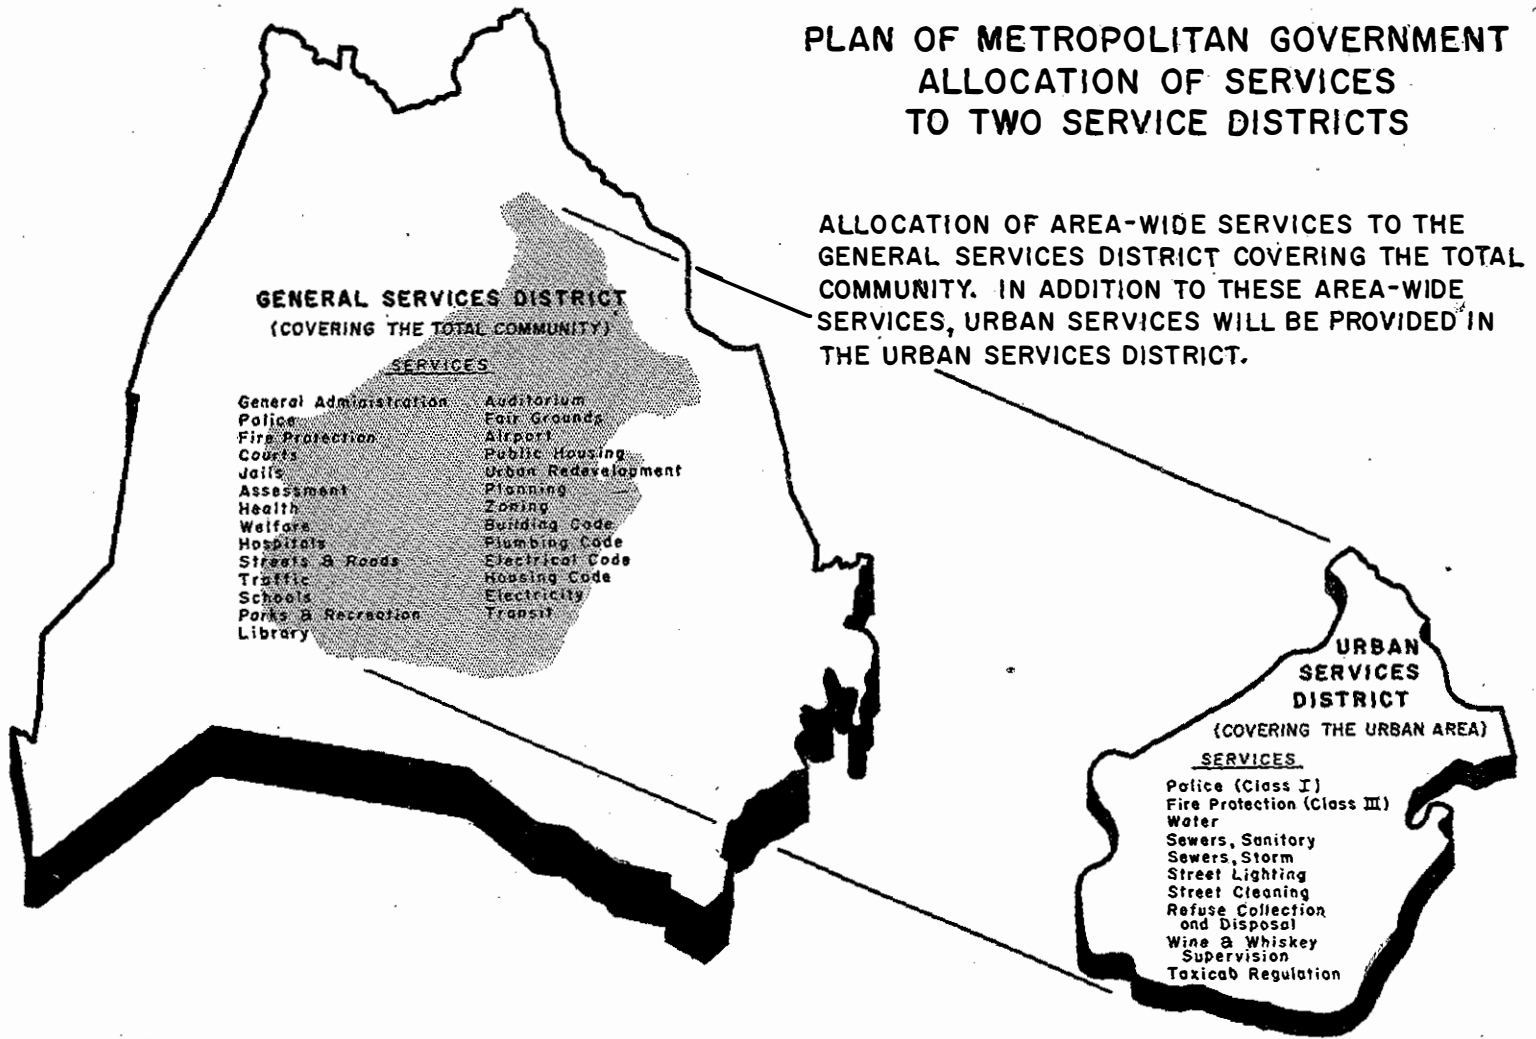 PLAN OF METROPOLITAN GOVERNMENT
ALLOCATION OF SERVICES
TO TWO SERVICE DISTRICTS
ALLOCATION OF AREA-WIDE SERVICES TO THE
GENERAL SERVICES DISTRICT COVERING THE TOTAL
COMMUNITY. IN ADDITION TO THESE AREA-WIDE
SERVICES, URBAN SERVICES WILL BE PROVIDED IN
THE URBAN SERVICES DISTRICT.
GENERAL SERVICES DISTRICT
(COVERING THE TOTAL COMMUNITY)
SERVICES
General Administration
Police
Fire Protection
Courts
Jails
Assessment
Health
Welfare
Hospitals
Streets & Roads
Traffic
Schools
Parks & Recreation
Library
Auditorium
Fair Grounds
Airport
Public Housing
Urban Redevelopment
Planning
Zoning
Building Code
Plumbing Code
Electrical Code
Housing Code
Electricity
Transit
URBAN
SERVICES
DISTRICT
(COVERING THE URBAN AREA)
SERVICES
Police (Class I)
Fire Protection (Class III)
Water
Sewers, Sanitary
Sewers, Storm
Street Lighting
Street Cleaning
Refuse Collection
and Disposal
Wine & Whiskey
Supervision
Taxicab Regulation